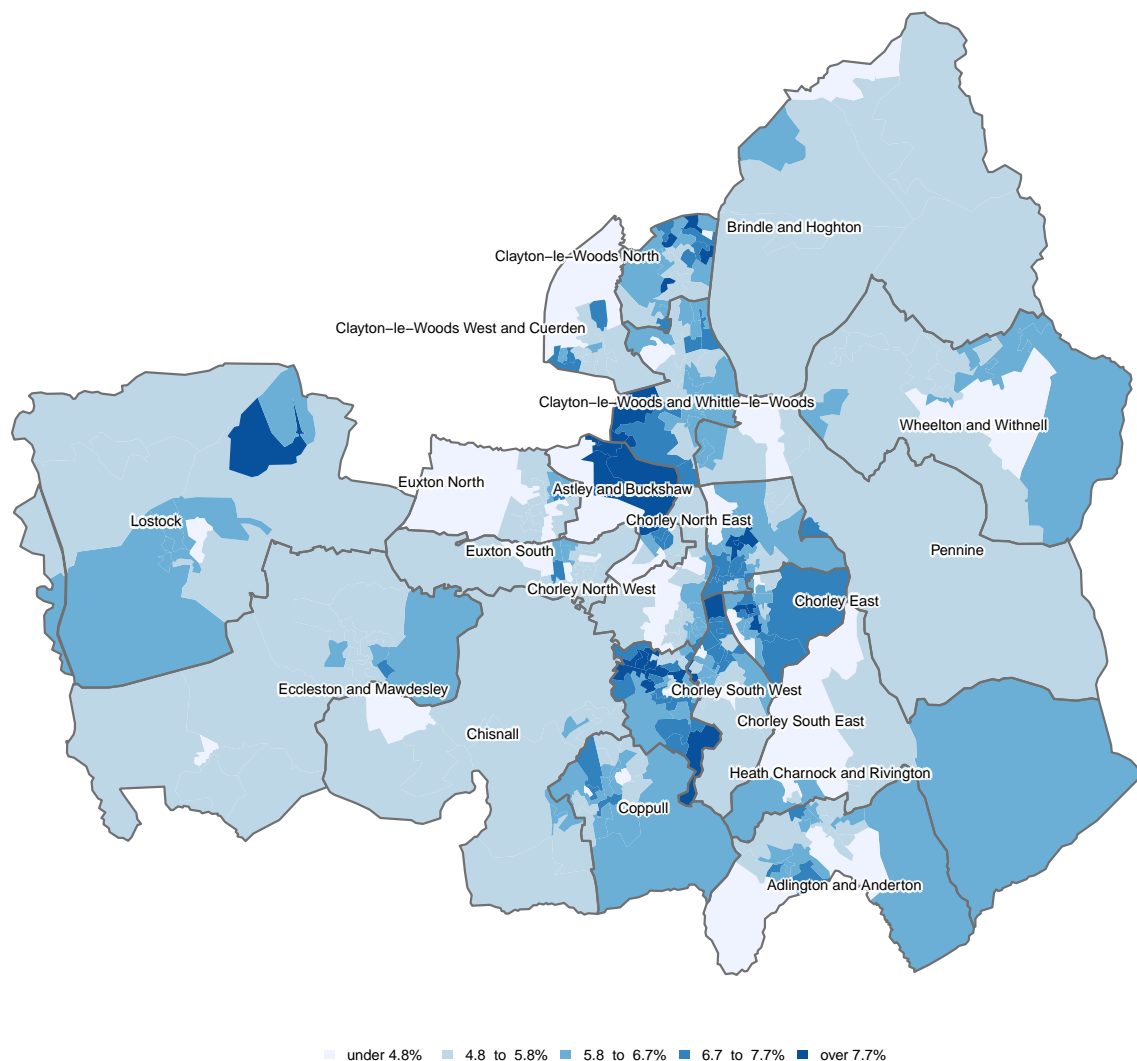 Brindle and Hoghton
Clayton−le−Woods North
Clayton−le−Woods West and Cuerden
Clayton−le−Woods and Whittle−le−Woods
Wheelton and Withnell
Euxton North
Astley and Buckshaw
Lostock
Chorley North East
Euxton South
Pennine
Chorley North West
Chorley East
Eccleston and Mawdesley
Chorley South West
Chorley South East
Chisnall
Heath Charnock and Rivington
Coppull
Adlington and Anderton
under 4.8% 4.8 to 5.8% 5.8 to 6.7% 6.7 to 7.7% over 7.7%